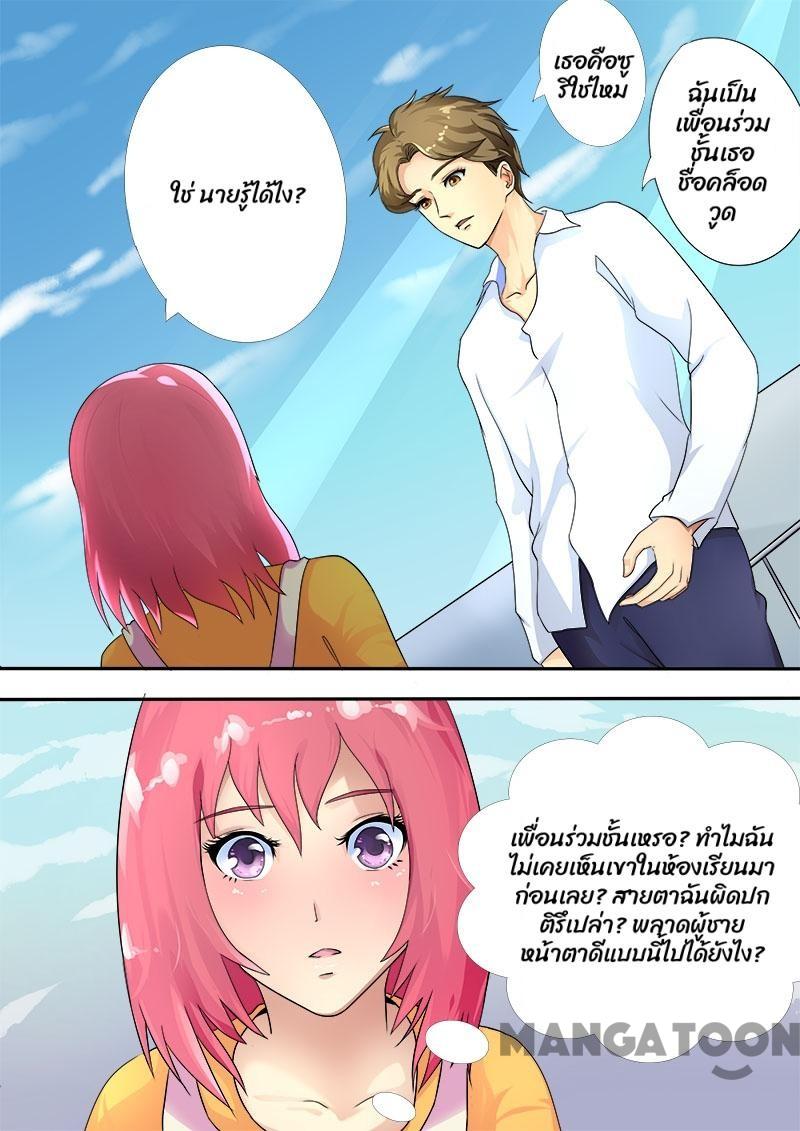 เธอคือซู
รีใช่ไหม
ฉันเป็น
เพื่อนร่วม
ชั้นเธอ
ชื่อคล็อด
วูด
ใช่ นายรู้ได้ไง?
เพื่อนร่วมชั้นเหรอ? ทำไมฉัน
ไม่เคยเห็นเขาในห้องเรียนมา
ก่อนเลย? สายตาฉันผิดปก
ติรึเปล่า? พลาดผู้ชาย
หน้าตาดีแบบนี้ไปได้ยังไง?
MANGATOON